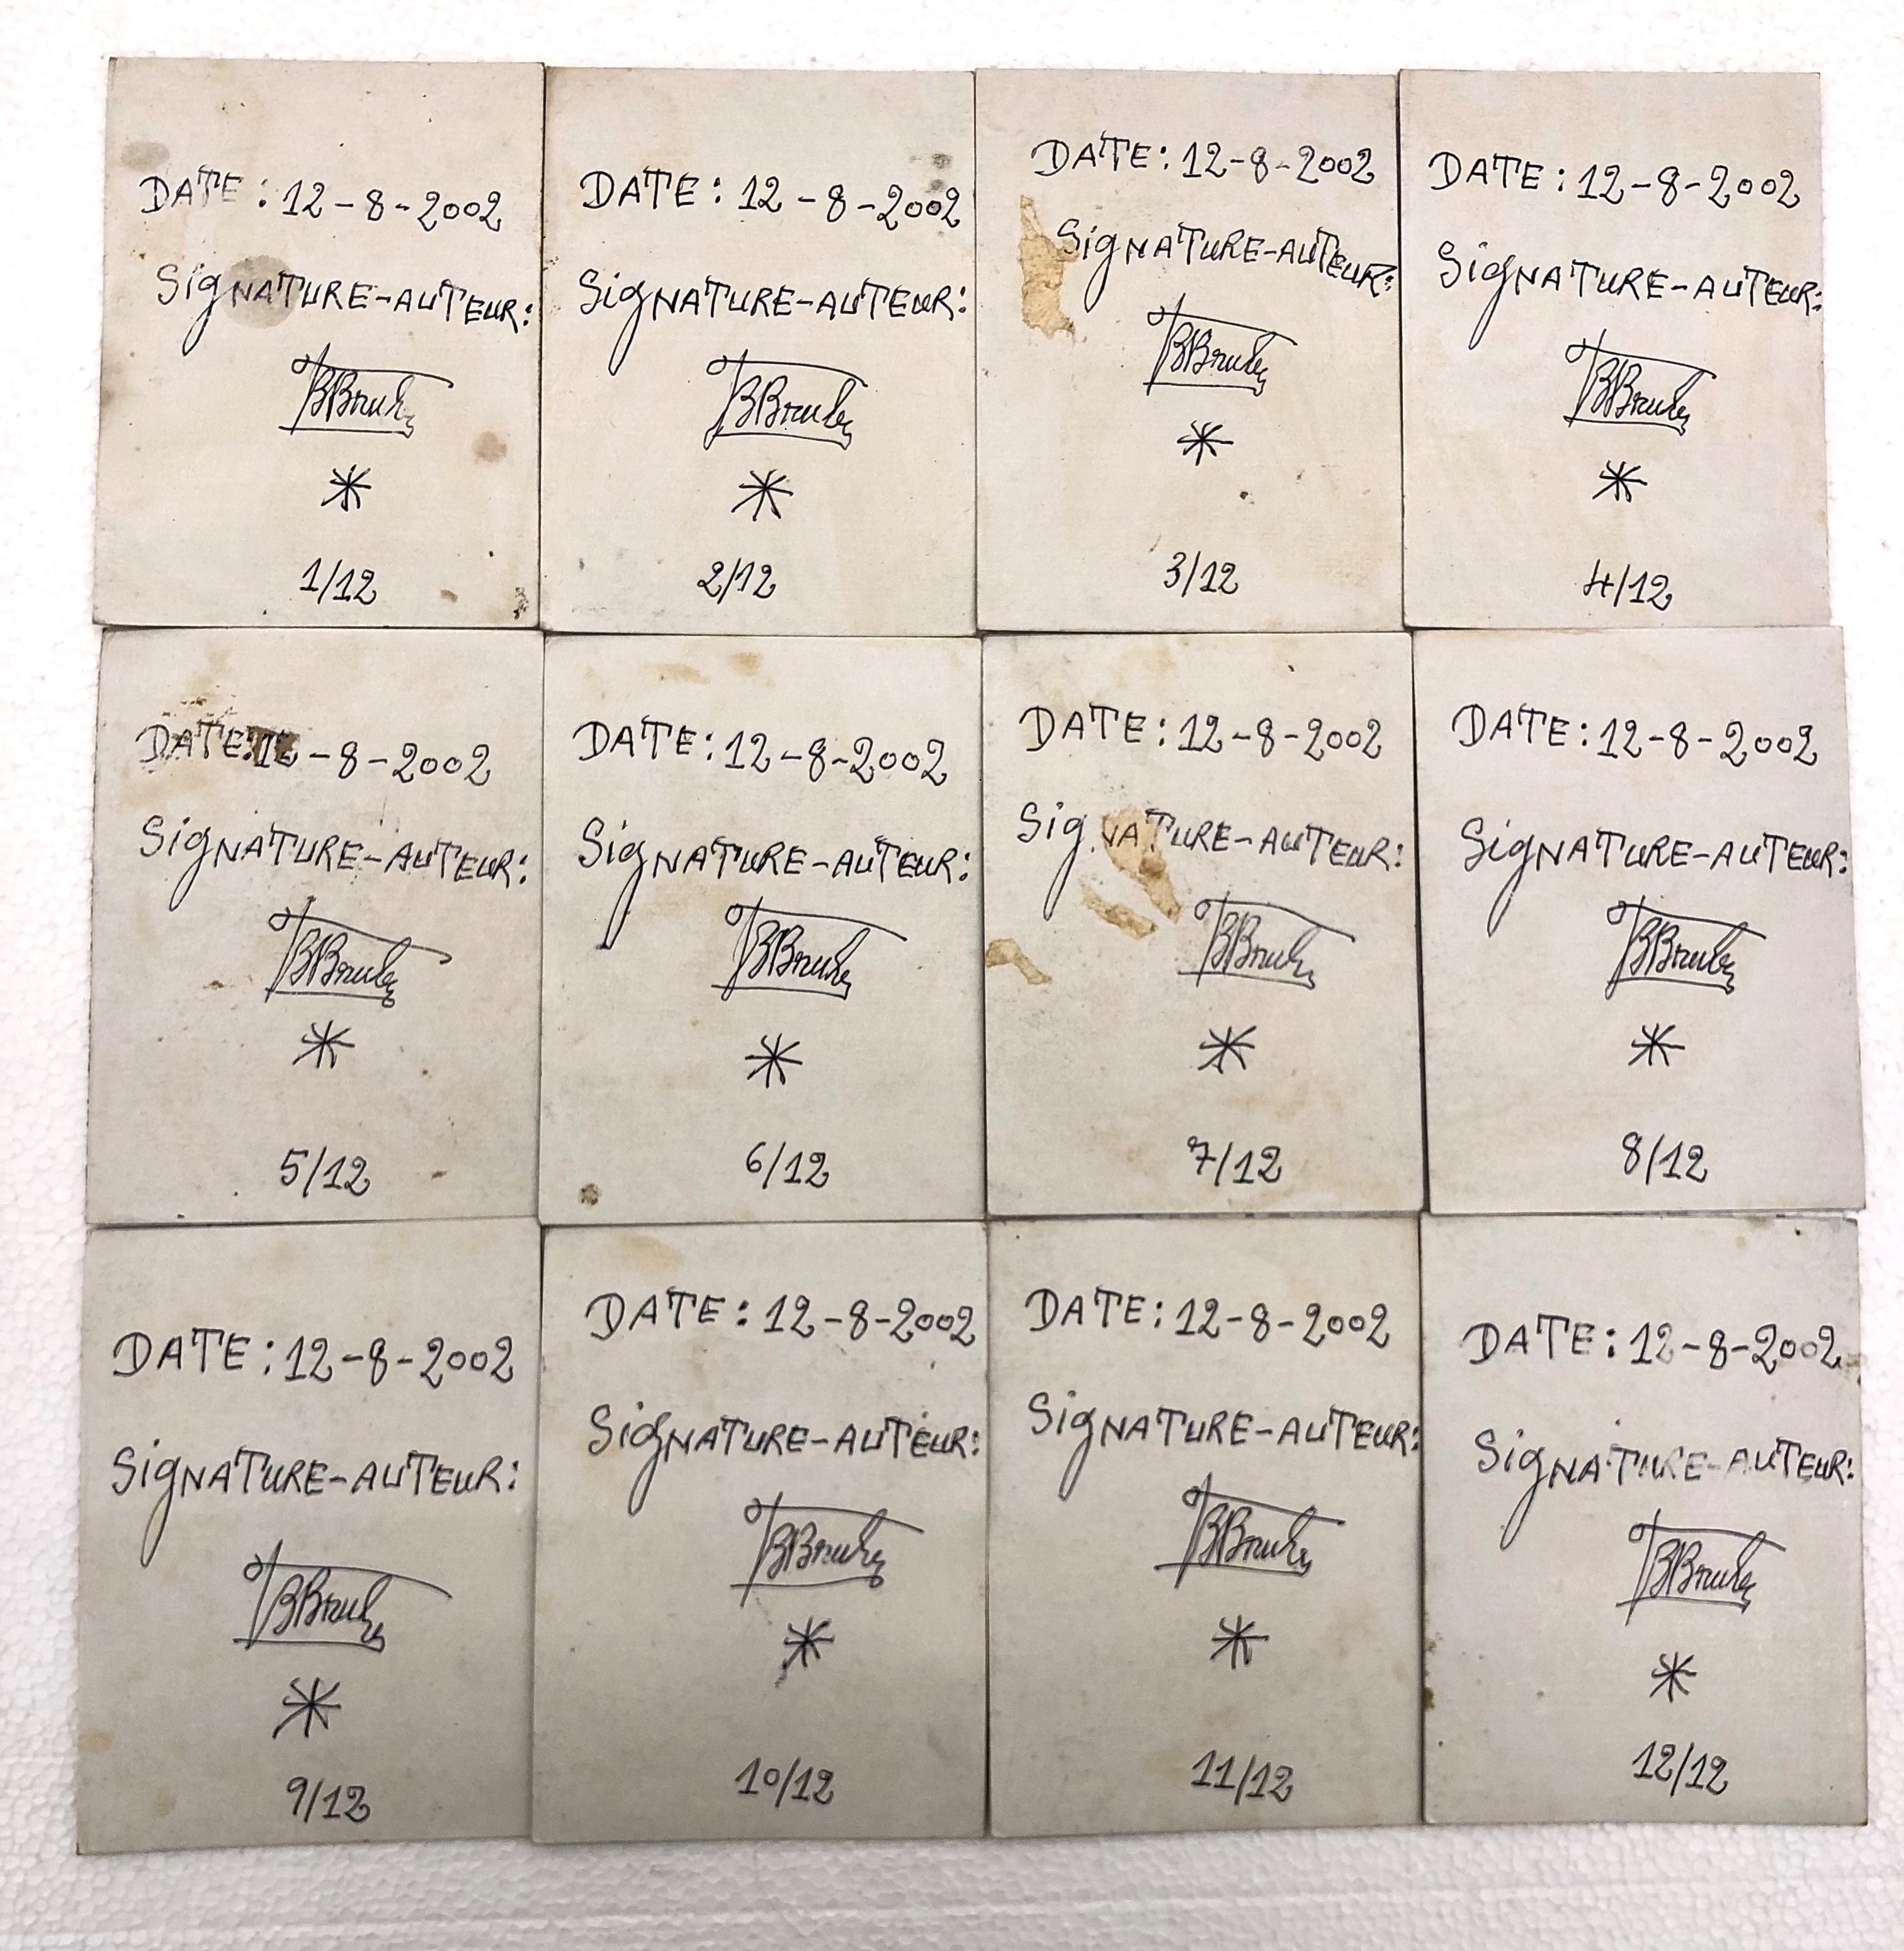 DATE: 12-8-2002
SigNATURE-AUTEUR:
*
1/12
DATE: 12-8-2002
SigNATURE-AUTEUR:
*
2/12
DATE: 12-8-2002
SigNATURE-AUTEUR:
*
3/12
DATE: 12-8-2002
SigNATURE-AUTEUR:
*
4/12
DATE: 12-8-2002
SigNATURE-AUTEUR:
*
5/12
DATE: 12-8-2002
SigNATURE-AUTEUR:
*
6/12
DATE: 12-8-2002
SigNATURE-AUTEUR:
*
7/12
DATE: 12-8-2002
SigNATURE-AUTEUR:
*
8/12
DATE: 12-8-2002
SigNATURE-AUTEUR:
*
9/12
DATE: 12-8-2002
SigNATURE-AUTEUR:
*
10/12
DATE: 12-8-2002
SigNATURE-AUTEUR:
*
11/12
DATE: 12-8-2002
SigNATURE-AUTEUR:
*
12/12